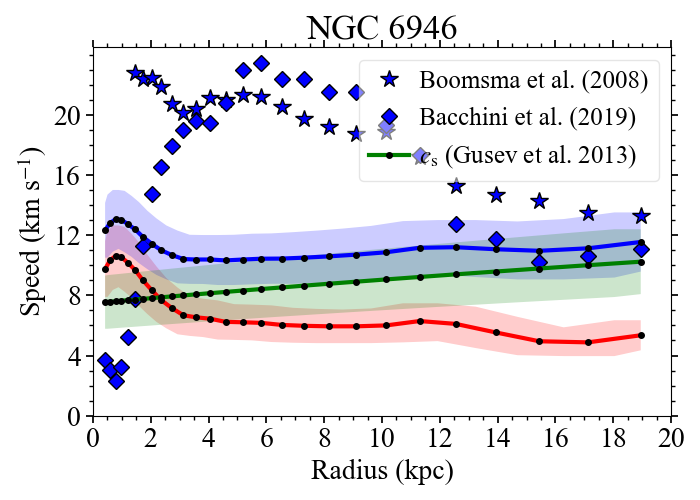 NGC 6946
Boomsma et al. (2008)
Bacchini et al. (2019)
cₛ (Gusev et al. 2013)
Speed (km s⁻¹)
20
16
12
8
4
0
0 2 4 6 8 10 12 14 16 18 20
Radius (kpc)